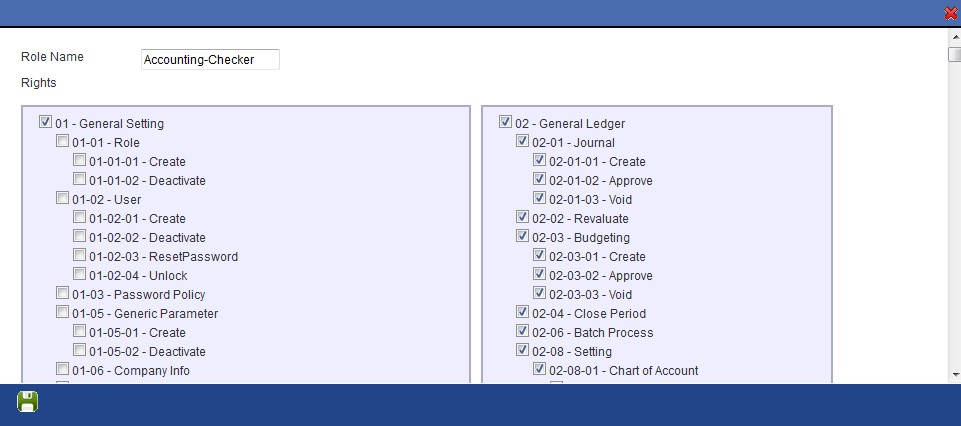 Role Name
Accounting-Checker
Rights
01 - General Setting
01-01 - Role
01-01-01 - Create
01-01-02 - Deactivate
01-02 - User
01-02-01 - Create
01-02-02 - Deactivate
01-02-03 - ResetPassword
01-02-04 - Unlock
01-03 - Password Policy
01-05 - Generic Parameter
01-05-01 - Create
01-05-02 - Deactivate
01-06 - Company Info
02 - General Ledger
02-01 - Journal
02-01-01 - Create
02-01-02 - Approve
02-01-03 - Void
02-02 - Revaluate
02-03 - Budgeting
02-03-01 - Create
02-03-02 - Approve
02-03-03 - Void
02-04 - Close Period
02-06 - Batch Process
02-08 - Setting
02-08-01 - Chart of Account